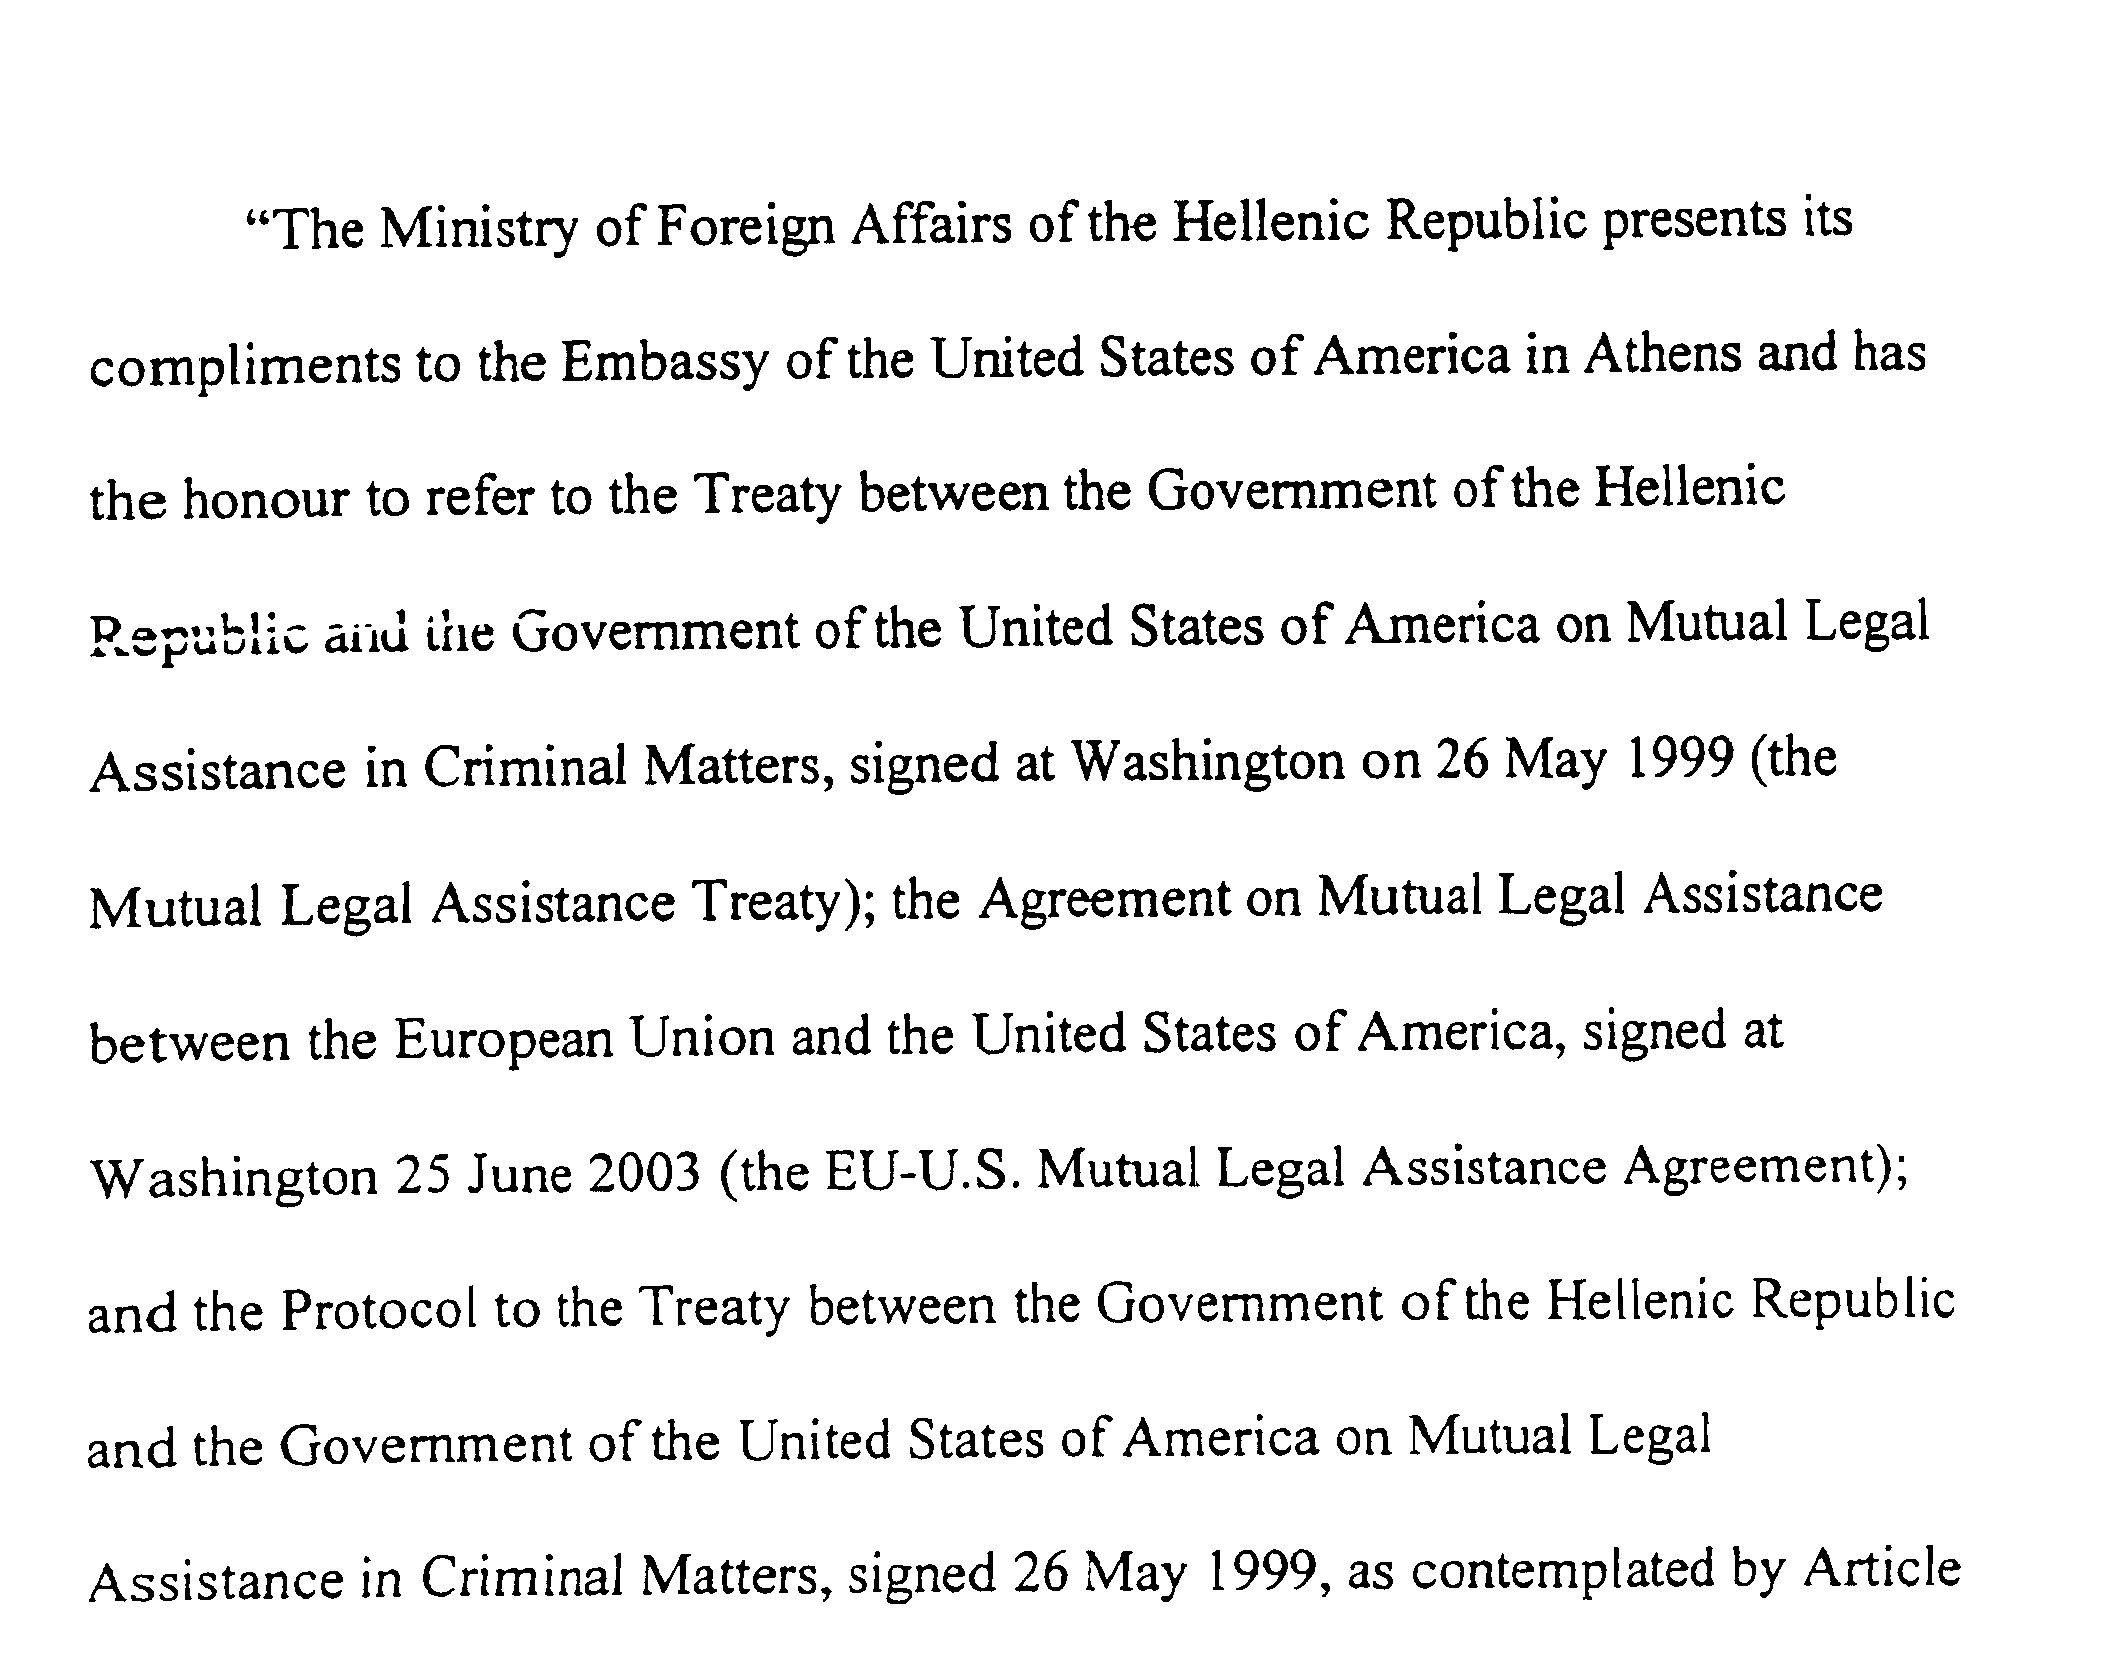 “The Ministry of Foreign Affairs of the Hellenic Republic presents its
compliments to the Embassy of the United States of America in Athens and has
the honour to refer to the Treaty between the Government of the Hellenic
Republic and the Government of the United States of America on Mutual Legal
Assistance in Criminal Matters, signed at Washington on 26 May 1999 (the
Mutual Legal Assistance Treaty); the Agreement on Mutual Legal Assistance
between the European Union and the United States of America, signed at
Washington 25 June 2003 (the EU-U.S. Mutual Legal Assistance Agreement);
and the Protocol to the Treaty between the Government of the Hellenic Republic
and the Government of the United States of America on Mutual Legal
Assistance in Criminal Matters, signed 26 May 1999, as contemplated by Article